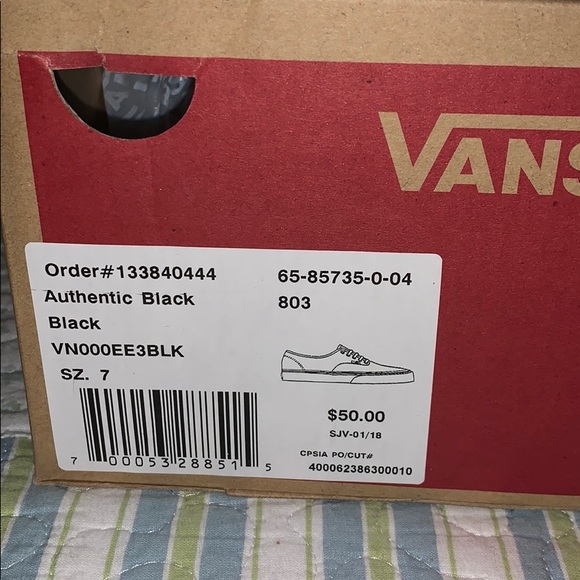 VANS
Order#133840444
65-85735-0-04
Authentic Black
803
Black
VN000EE3BLK
SZ. 7
$50.00
SJV-01/18
CPSIA PO/CUT#
400062386300010
7 00053 28851 5